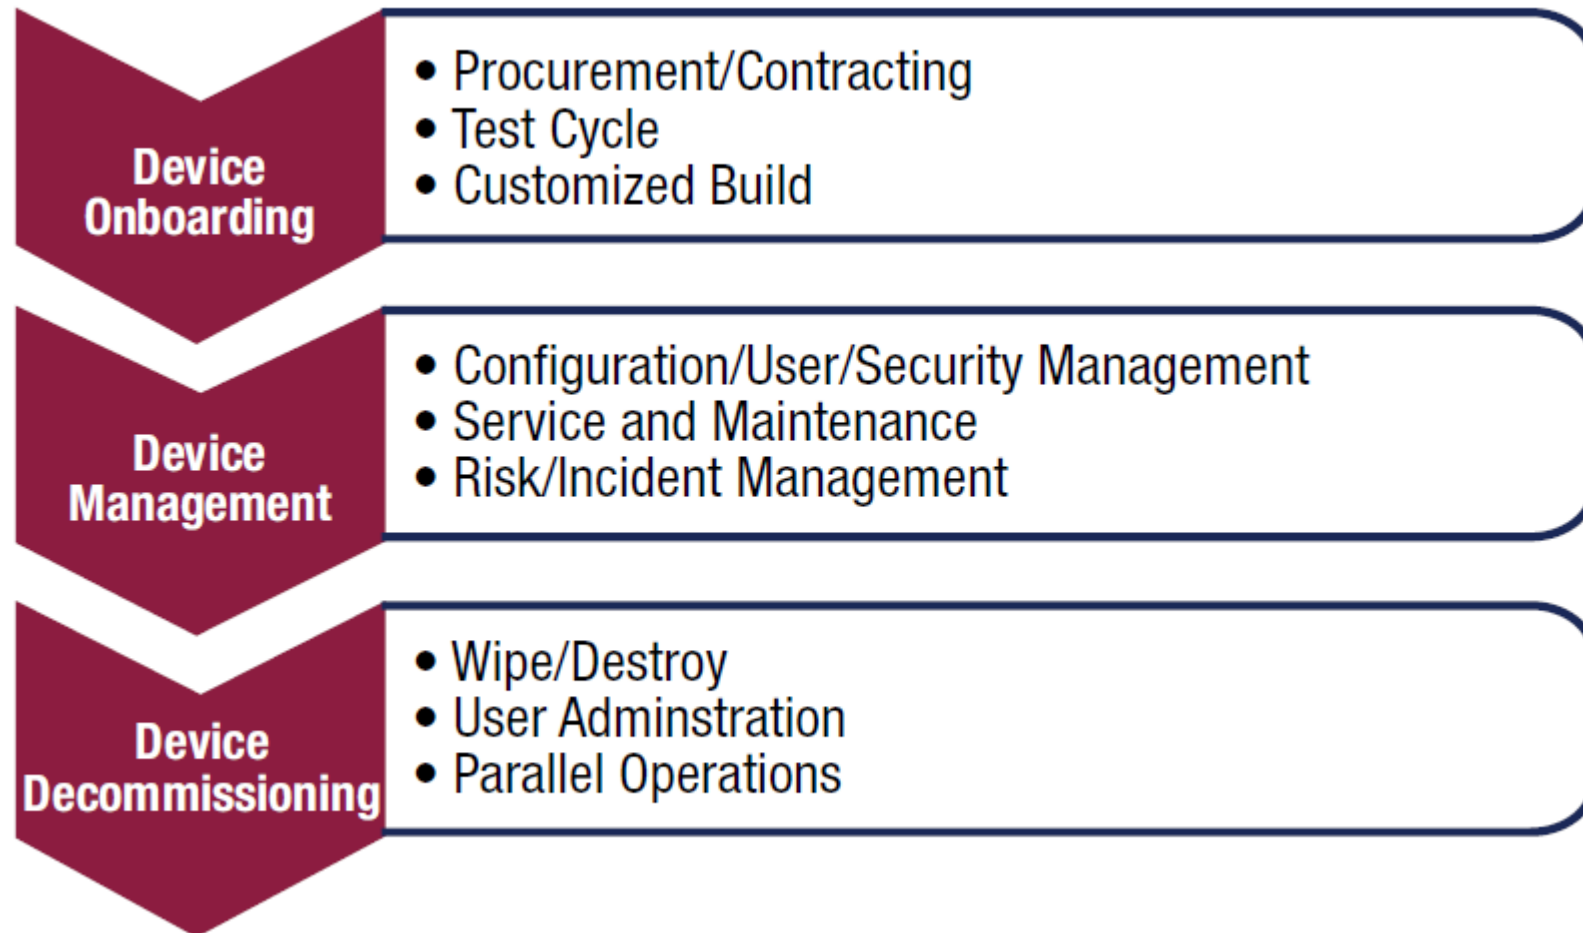 Device
Onboarding
• Procurement/Contracting
• Test Cycle
• Customized Build
Device
Management
• Configuration/User/Security Management
• Service and Maintenance
• Risk/Incident Management
Device
Decommissioning
• Wipe/Destroy
• User Adminstration
• Parallel Operations